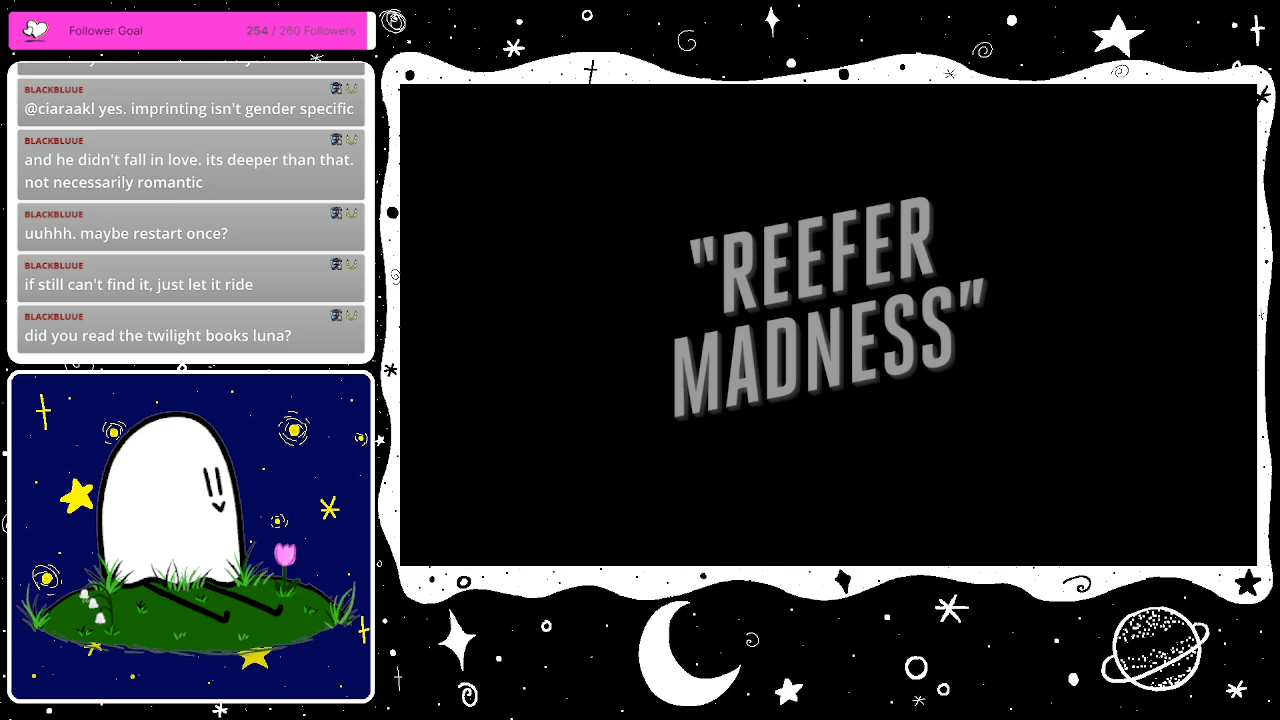 Follower Goal
254 / 260 Followers
BLACKBLUUE
@ciaraakl yes. imprinting isn't gender specific
BLACKBLUUE
and he didn't fall in love. its deeper than that.
not necessarily romantic
BLACKBLUUE
uuhhh. maybe restart once?
BLACKBLUUE
if still can't find it, just let it ride
BLACKBLUUE
did you read the twilight books luna?
"REEFER
MADNESS"